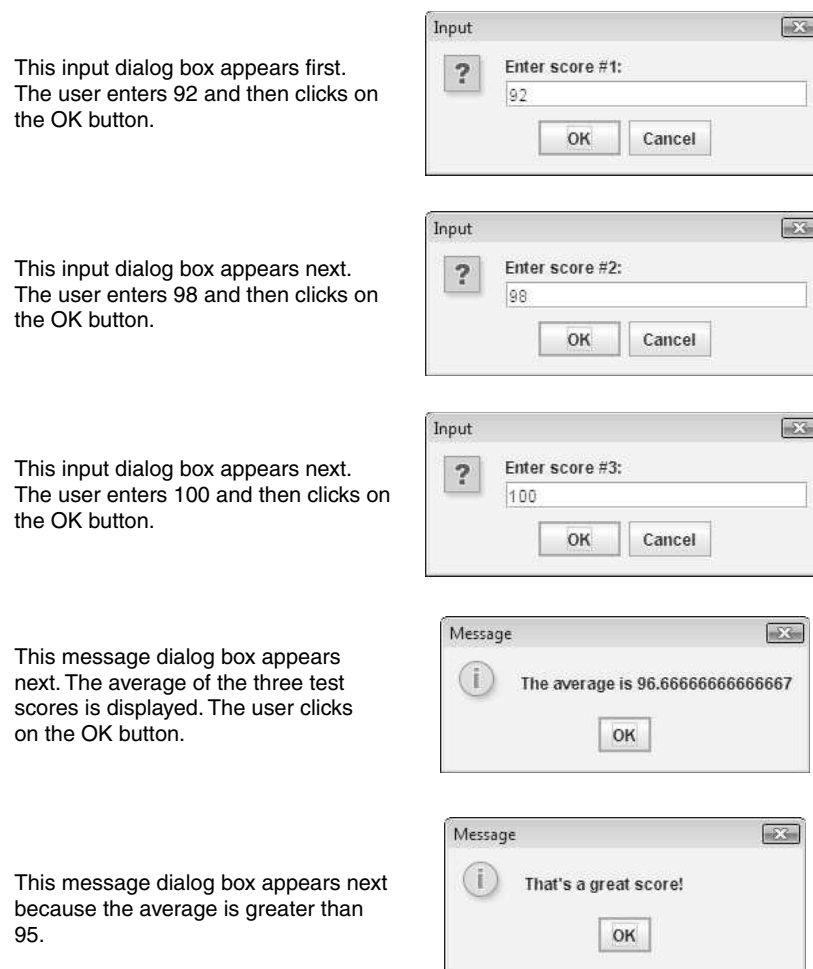 Input
This input dialog box appears first.
The user enters 92 and then clicks on
the OK button.
Enter score #1:
92
OK Cancel
Input
This input dialog box appears next.
The user enters 98 and then clicks on
the OK button.
Enter score #2:
98
OK Cancel
Input
This input dialog box appears next.
The user enters 100 and then clicks on
the OK button.
Enter score #3:
100
OK Cancel
Message
This message dialog box appears
next. The average of the three test
scores is displayed. The user clicks
on the OK button.
The average is 96.66666666666667
OK
Message
This message dialog box appears next
because the average is greater than
95.
That's a great score!
OK